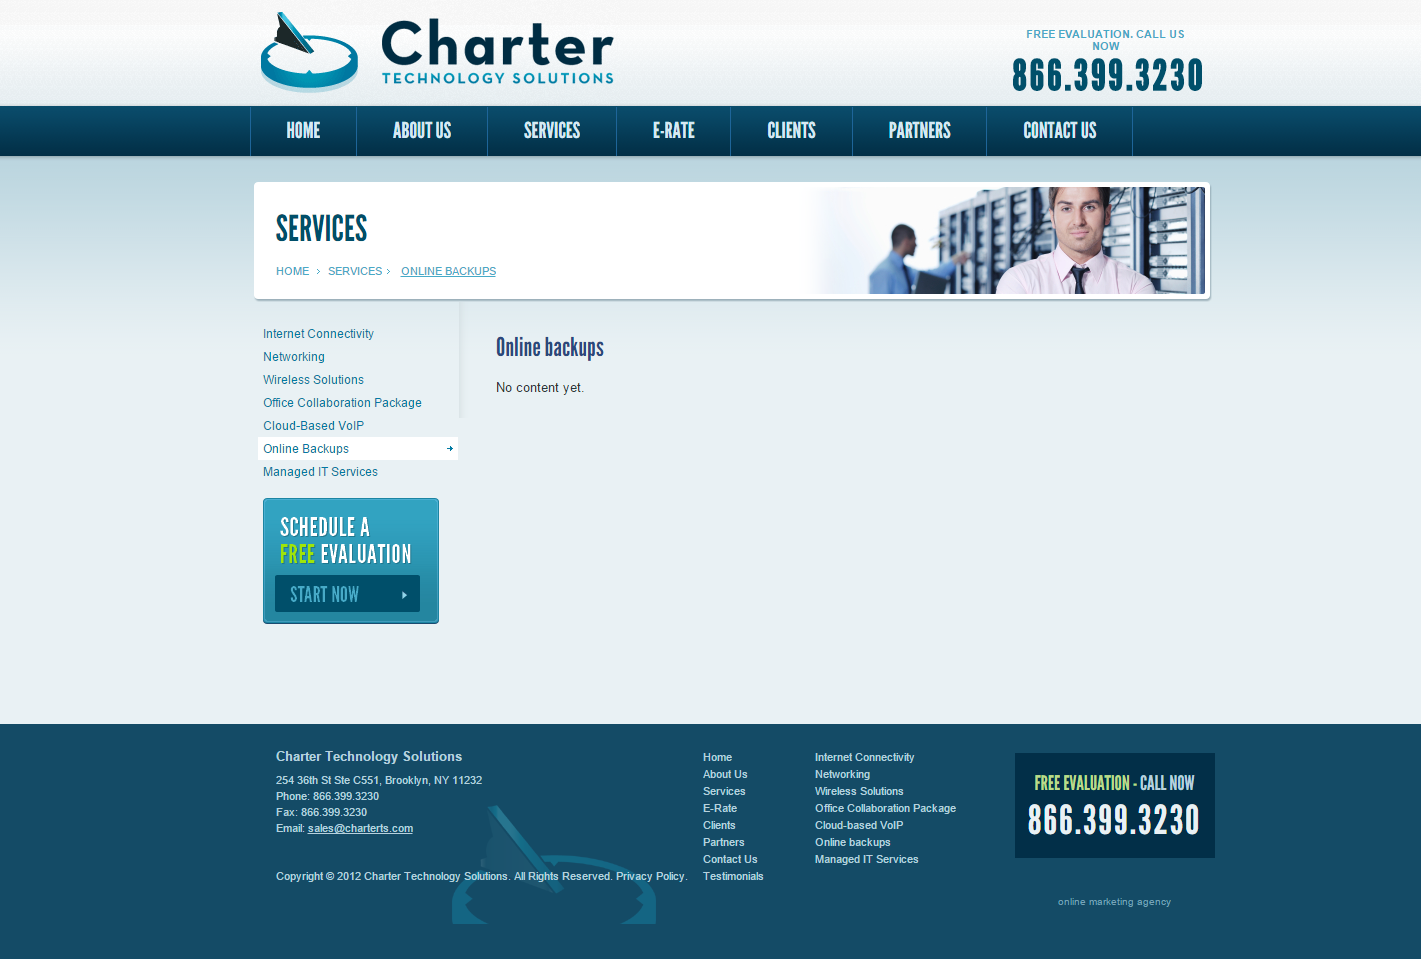 Charter
TECHNOLOGY SOLUTIONS
FREE EVALUATION. CALL US
NOW
866.399.3230
HOME
ABOUT US
SERVICES
E-RATE
CLIENTS
PARTNERS
CONTACT US
SERVICES
HOME > SERVICES > ONLINE BACKUPS
Internet Connectivity
Networking
Wireless Solutions
Office Collaboration Package
Cloud-Based VoIP
Online Backups
Managed IT Services
Online backups
No content yet.
SCHEDULE A
FREE EVALUATION
START NOW
Charter Technology Solutions
254 36th St Ste C551, Brooklyn, NY 11232
Phone: 866.399.3230
Fax: 866.399.3230
Email: sales@charterts.com
Copyright © 2012 Charter Technology Solutions. All Rights Reserved. Privacy Policy.
Home
About Us
Services
E-Rate
Clients
Partners
Contact Us
Testimonials
Internet Connectivity
Networking
Wireless Solutions
Office Collaboration Package
Cloud-based VoIP
Online backups
Managed IT Services
FREE EVALUATION - CALL NOW
866.399.3230
online marketing agency